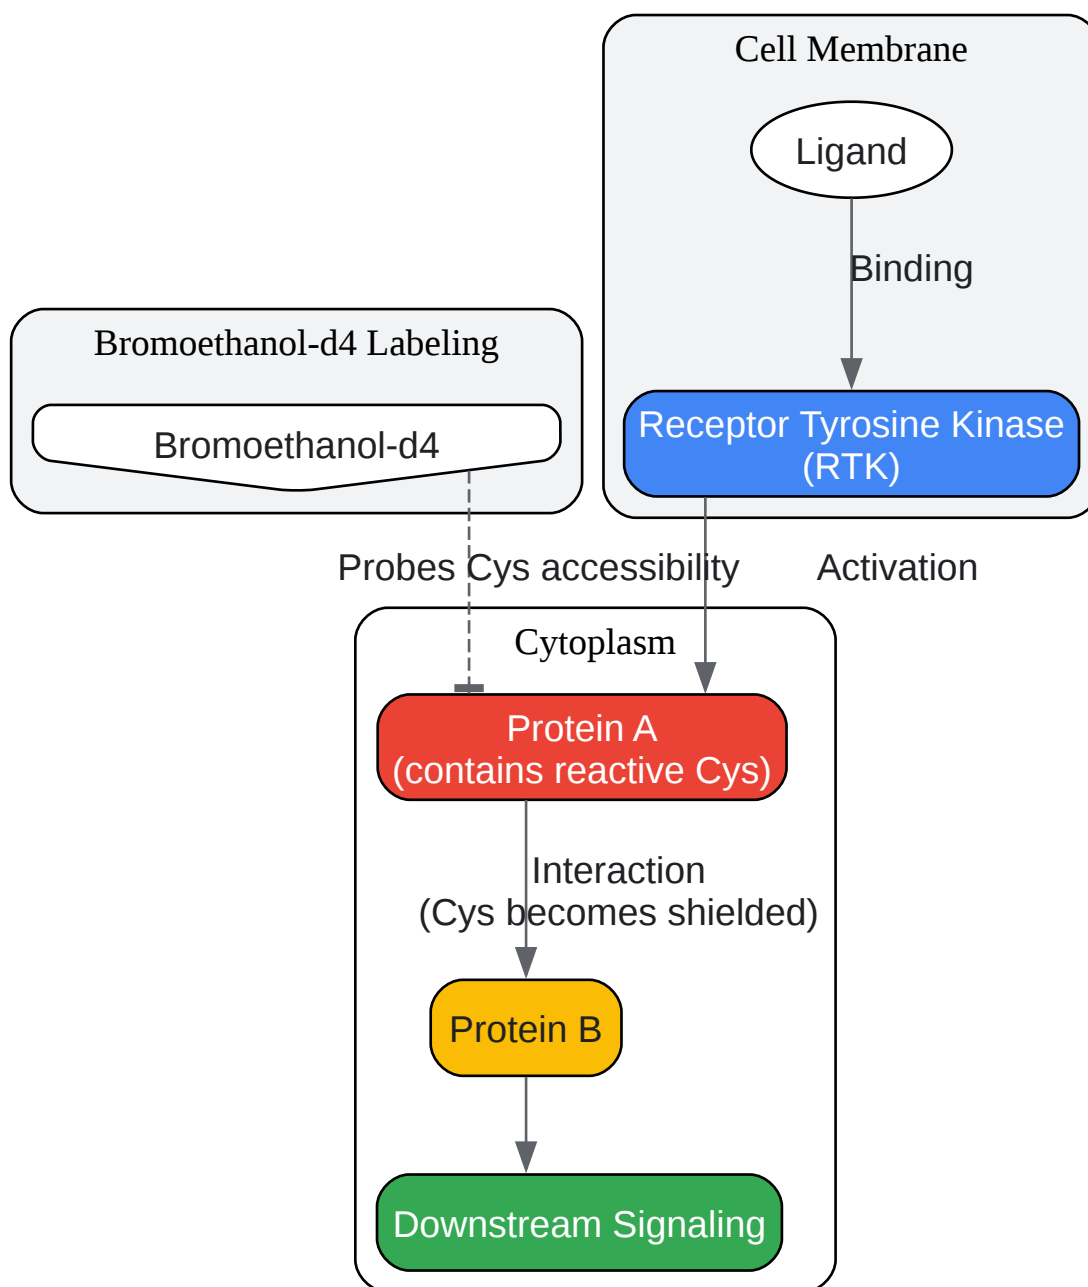 Cell Membrane
Ligand
Binding
Bromoethanol-d4 Labeling
Bromoethanol-d4
Receptor Tyrosine Kinase
(RTK)
Probes Cys accessibility
Activation
Cytoplasm
Protein A
(contains reactive Cys)
Interaction
(Cys becomes shielded)
Protein B
Downstream Signaling